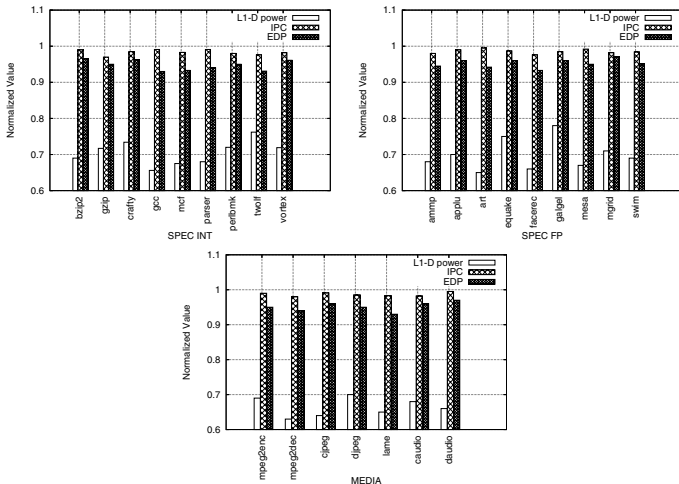 L1-D power
IPC
EDP
1.1
1
0.9
0.8
0.7
0.6
Normalized Value
bzip2
gzip
crafty
gcc
mcf
parser
perlbmk
twolf
vortex
SPEC INT
L1-D power
IPC
EDP
1.1
1
0.9
0.8
0.7
0.6
Normalized Value
ammp
applu
art
equake
facerec
galgel
mesa
mgrid
swim
SPEC FP
L1-D power
IPC
EDP
1.1
1
0.9
0.8
0.7
0.6
Normalized Value
mpeg2enc
mpeg2dec
cjpeg
djpeg
lame
caudio
daudio
MEDIA